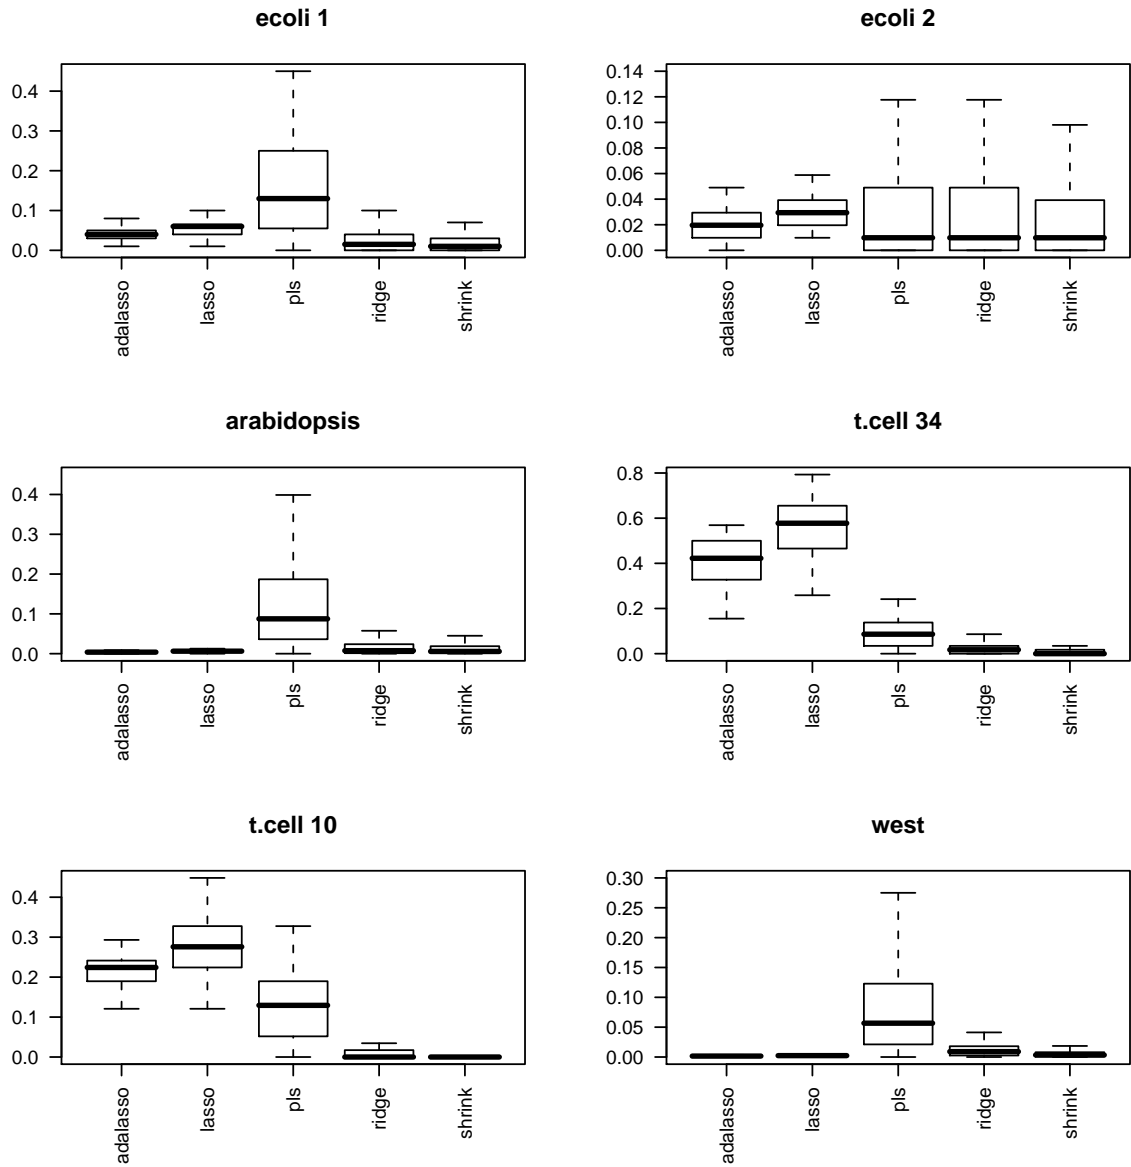 ecoli 1
0.4
0.3
0.2
0.1
0.0
adalasso
lasso
pls
ridge
shrink
ecoli 2
0.14
0.12
0.10
0.08
0.06
0.04
0.02
0.00
adalasso
lasso
pls
ridge
shrink
arabidopsis
0.4
0.3
0.2
0.1
0.0
adalasso
lasso
pls
ridge
shrink
t.cell 34
0.8
0.6
0.4
0.2
0.0
adalasso
lasso
pls
ridge
shrink
t.cell 10
0.4
0.3
0.2
0.1
0.0
adalasso
lasso
pls
ridge
shrink
west
0.30
0.25
0.20
0.15
0.10
0.05
0.00
adalasso
lasso
pls
ridge
shrink